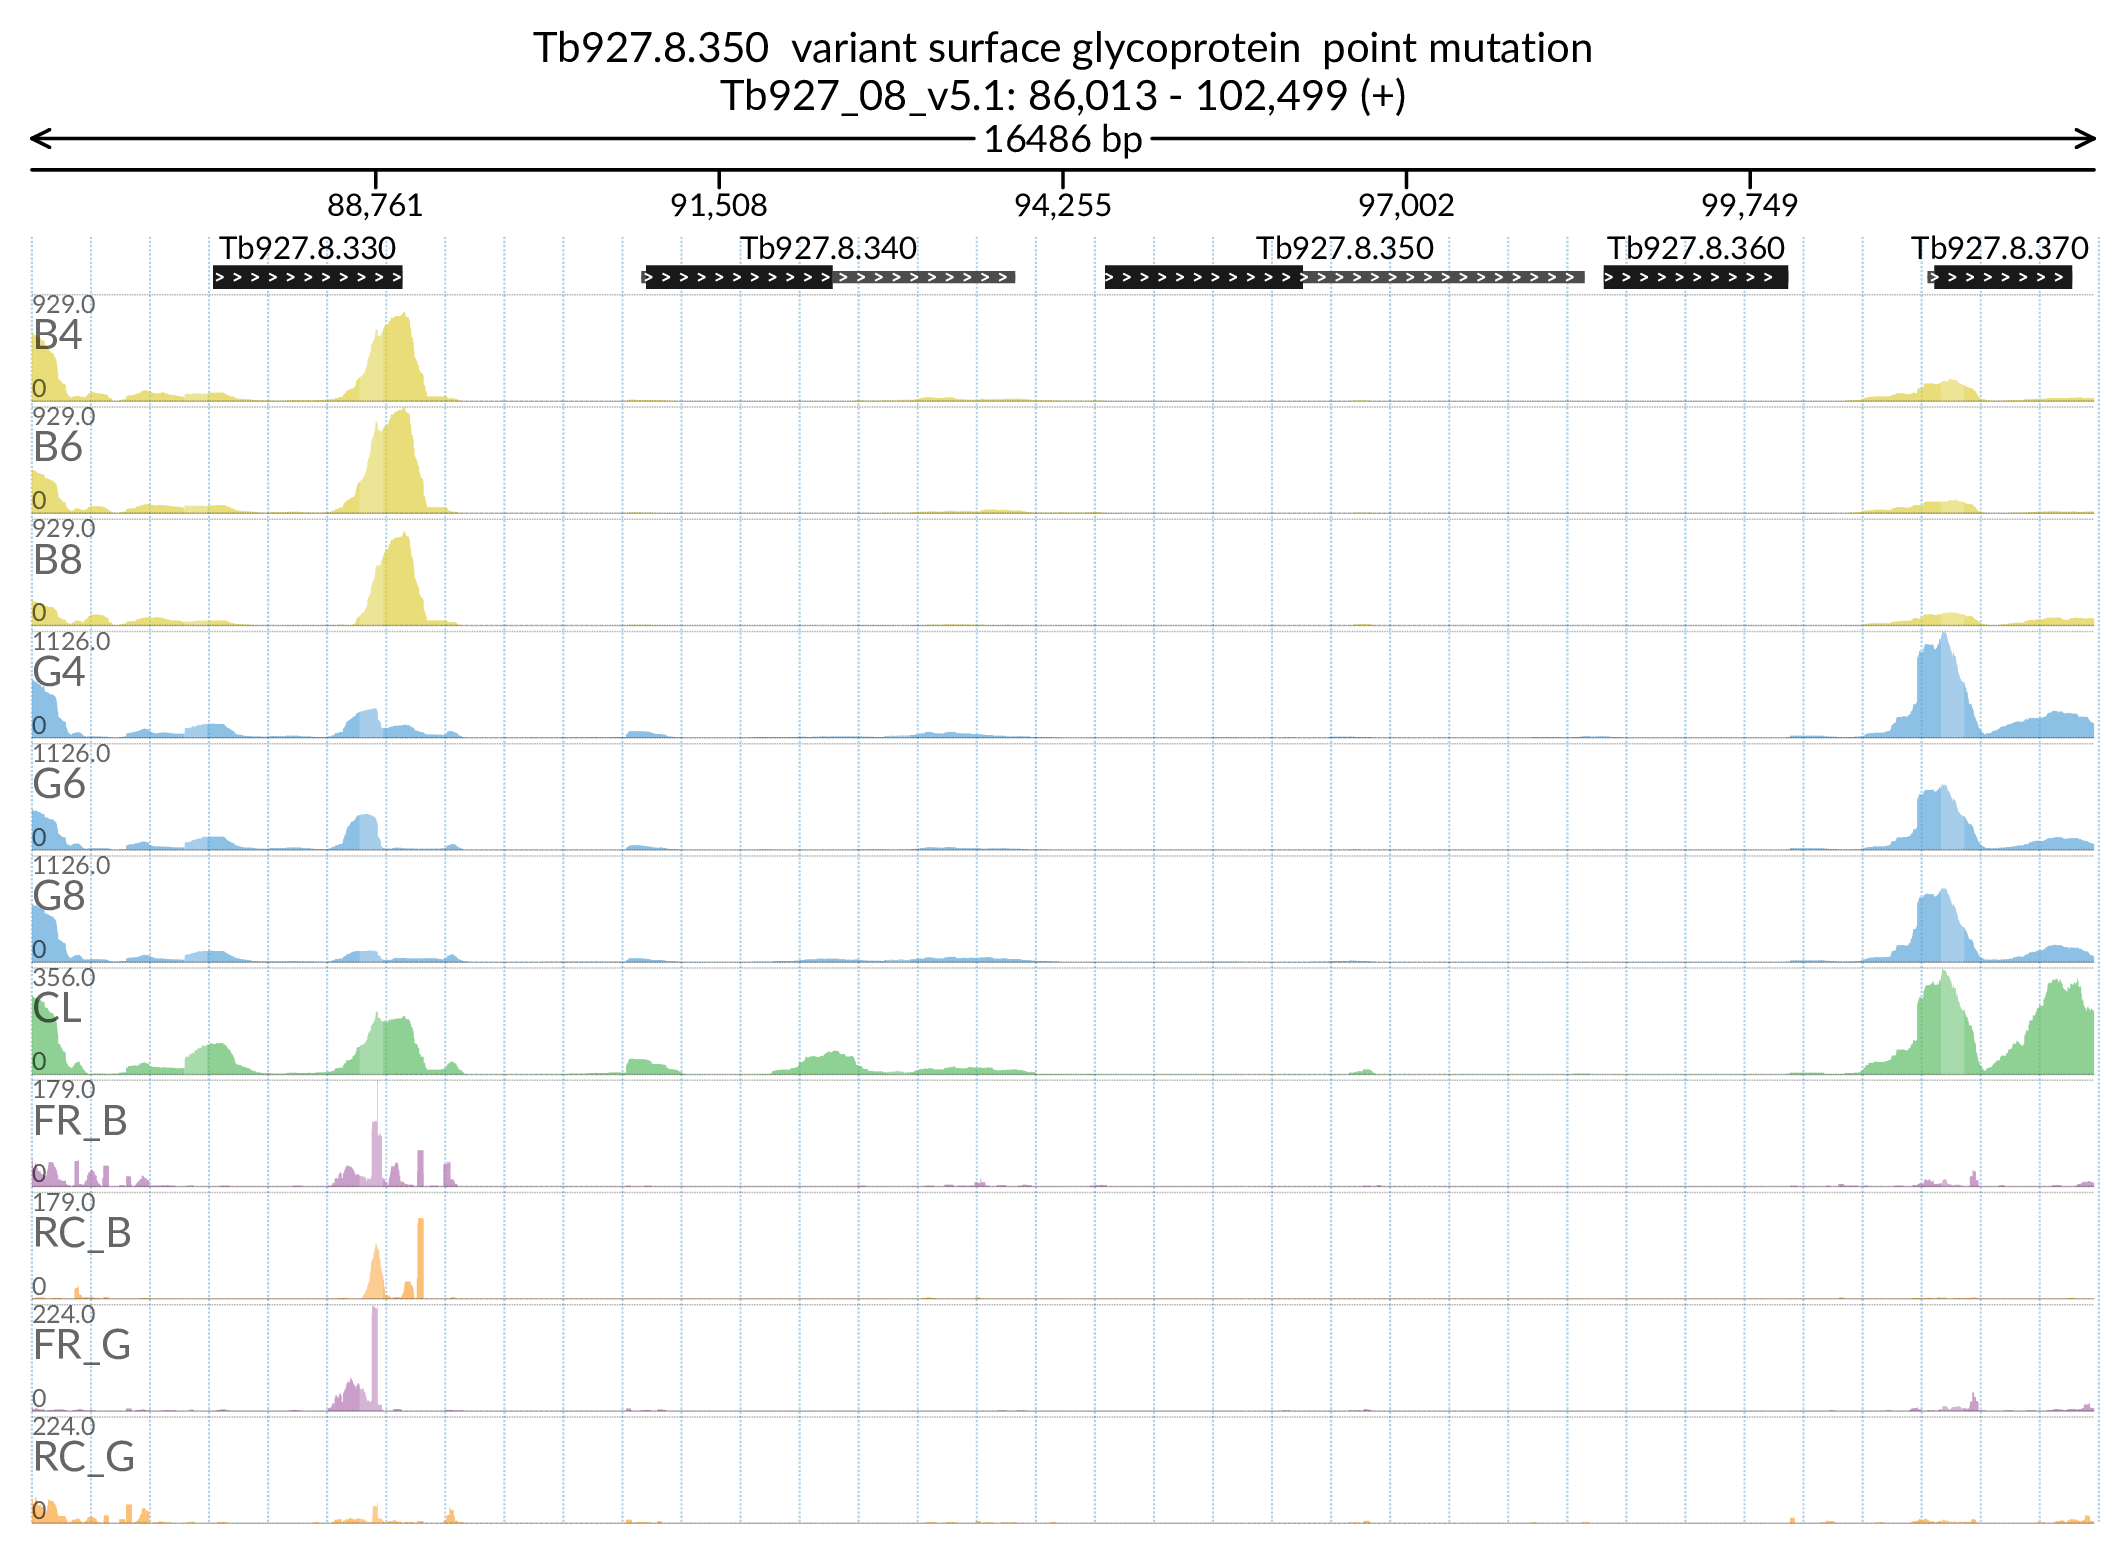 Tb927.8.350  variant surface glycoprotein  point mutation
Tb927_08_v5.1: 86,013 - 102,499 (+)
16486 bp
88,761 91,508 94,255 97,002 99,749
Tb927.8.330 Tb927.8.340 Tb927.8.350 Tb927.8.360 Tb927.8.370
929.0
B4
0
929.0
B6
0
929.0
B8
0
1126.0
G4
0
1126.0
G6
0
1126.0
G8
0
356.0
CL
0
179.0
FR_B
0
179.0
RC_B
0
224.0
FR_G
0
224.0
RC_G
0